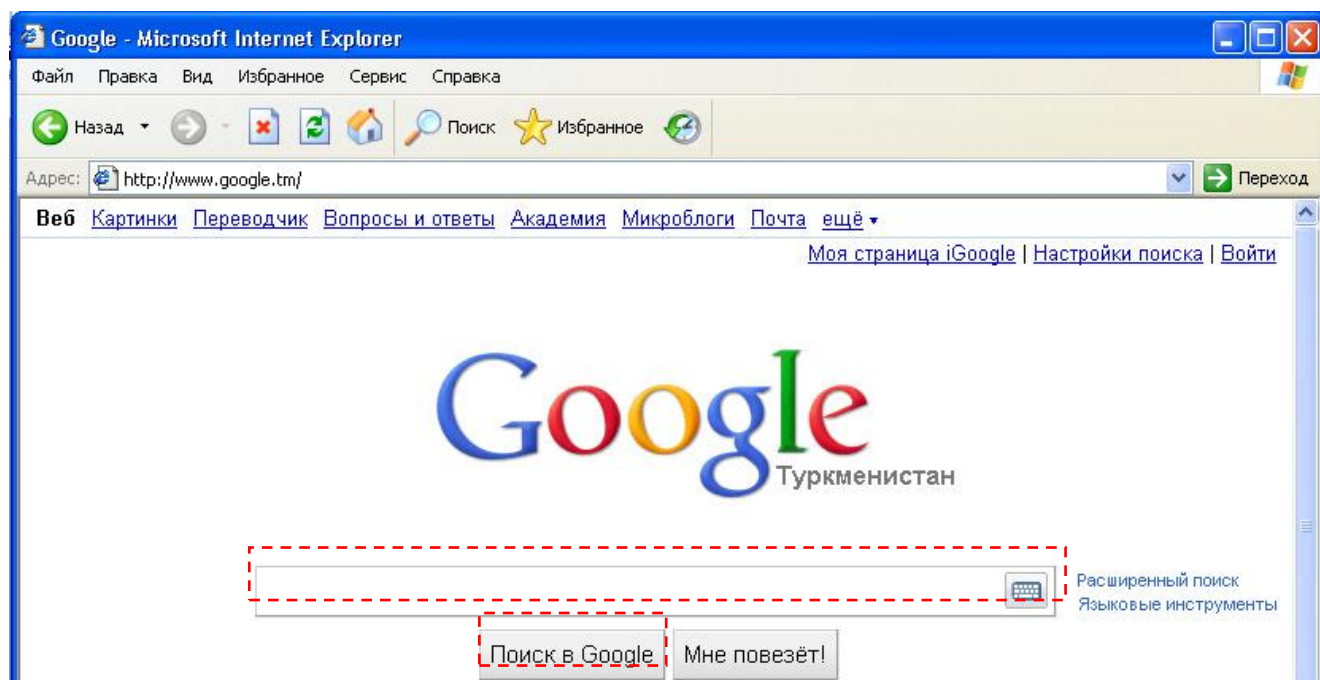 Google - Microsoft Internet Explorer
Файл Правка Вид Избранное Сервис Справка
Назад Поиск Избранное
Адрес: http://www.google.tm/ Переход
Веб Картинки Переводчик Вопросы и ответы Академия Микроблоги Почта ещё
Моя страница iGoogle | Настройки поиска | Войти
Google
Туркменистан
Расширенный поиск
Языковые инструменты
Поиск в Google Мне повезёт!